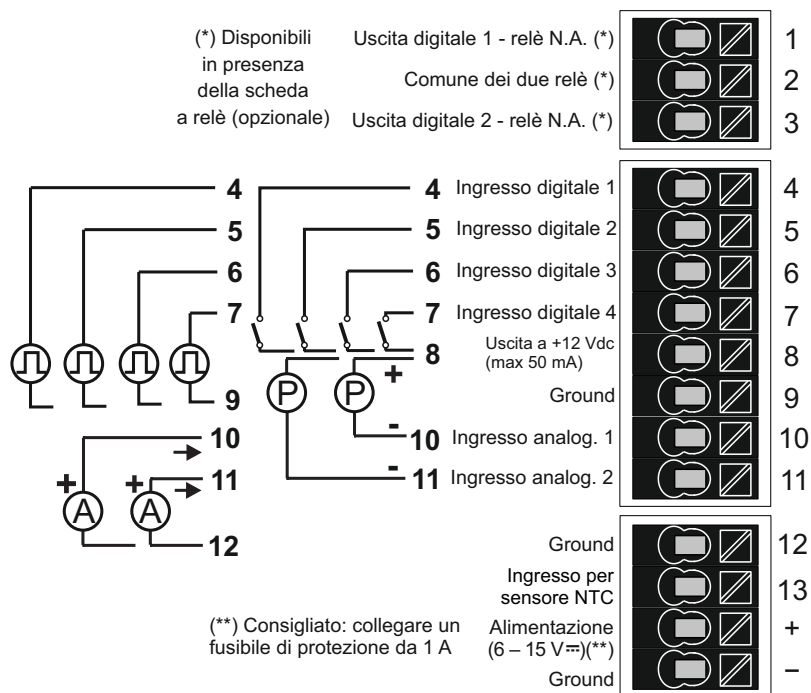 (*) Disponibili
in presenza
della scheda
a relè (opzionale)
Uscita digitale 1 - relè N.A. (*)
1
Comune dei due relè (*)
2
Uscita digitale 2 - relè N.A. (*)
3
4
4 Ingresso digitale 1
4
5
5 Ingresso digitale 2
5
6
6 Ingresso digitale 3
6
7
7 Ingresso digitale 4
7
8
Uscita a +12 Vdc
(max 50 mA)
8
+
P
P
9
Ground
9
-
10
10 Ingresso analog. 1
10
-
11
11 Ingresso analog. 2
11
+
A
+
A
12
Ground
12
Ingresso per
sensore NTC
13
(**) Consigliato: collegare un
fusibile di protezione da 1 A
Alimentazione
(6 – 15 V⎓)(**)
+
Ground
–